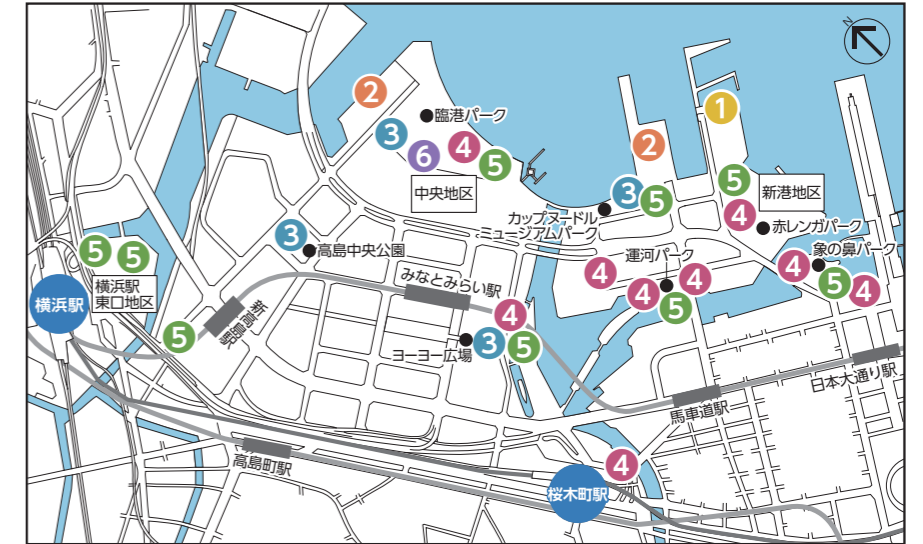 N
1
2
臨港パーク
3
6
4
5
中央地区
2
3
5
カップヌードル
ミュージアムパーク
5
新港地区
4
赤レンガパーク
象の鼻パーク
4
5
4
運河パーク
4
4
4
5
3
高島中央公園
5
5
横浜駅
東口地区
横浜駅
5
新高島駅
みなとみらい駅
4
3
5
ヨーヨー広場
日本大通り駅
馬車道駅
高島町駅
4
桜木町駅